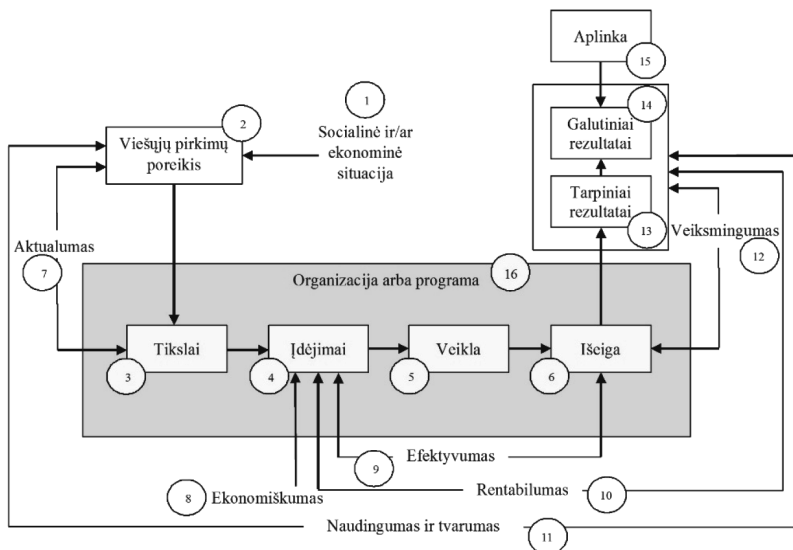 Aplinka
15
1
Socialinė ir/ar
ekonominė
situacija
2
Viešųjų pirkimų
poreikis
14
Galutiniai
rezultatai
Tarpiniai
rezultatai
13
Aktualumas
7
Veiksmingumas
12
Organizacija arba programa
16
Tikslai
3
Įdėjimai
4
Veikla
5
Išeiga
6
Efektyvumas
9
8
Ekonomiškumas
Rentabilumas
10
Naudingumas ir tvarumas
11